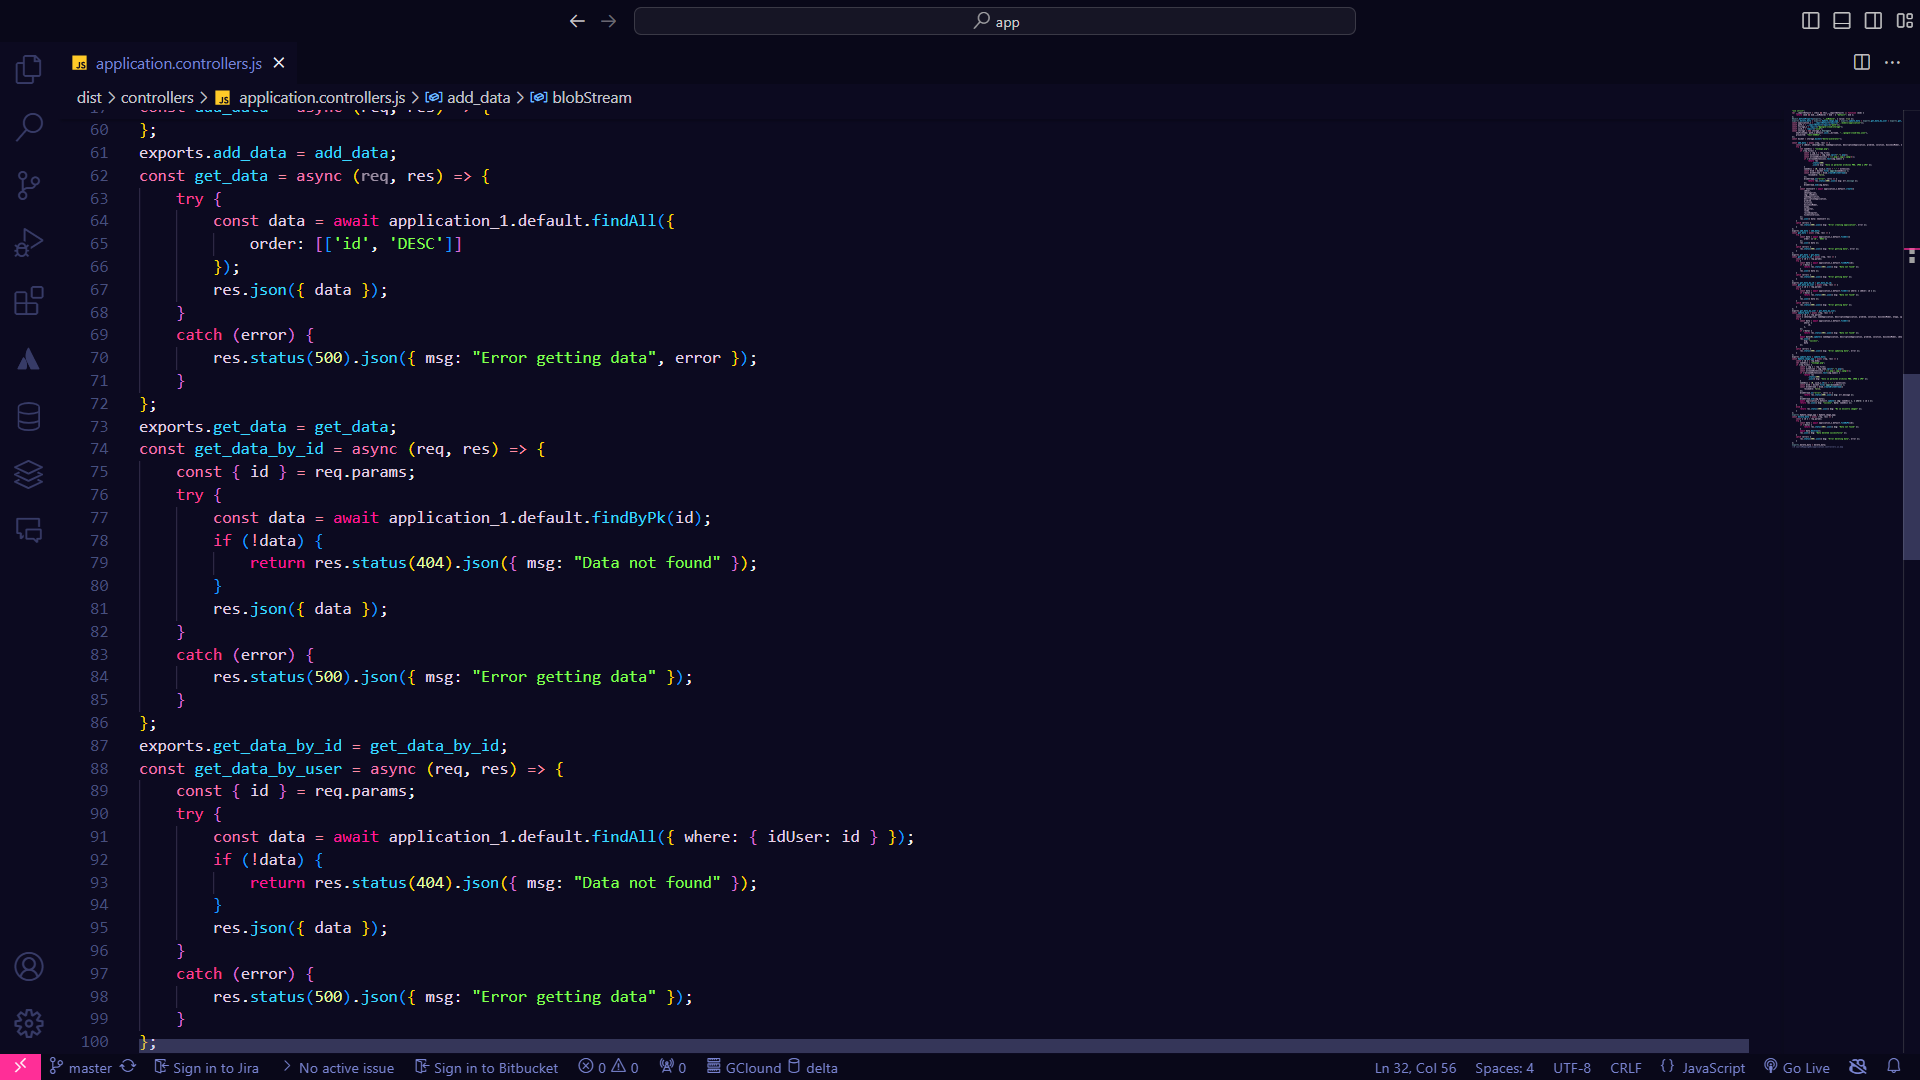 app
application.controllers.js
dist > controllers > application.controllers.js > add_data > blobStream
60 };
61 exports.add_data = add_data;
62 const get_data = async (req, res) => {
63 try {
64 const data = await application_1.default.findAll({
65 order: [['id', 'DESC']]
66 });
67 res.json({ data });
68 }
69 catch (error) {
70 res.status(500).json({ msg: "Error getting data", error });
71 }
72 };
73 exports.get_data = get_data;
74 const get_data_by_id = async (req, res) => {
75 const { id } = req.params;
76 try {
77 const data = await application_1.default.findByPk(id);
78 if (!data) {
79 return res.status(404).json({ msg: "Data not found" });
80 }
81 res.json({ data });
82 }
83 catch (error) {
84 res.status(500).json({ msg: "Error getting data" });
85 }
86 };
87 exports.get_data_by_id = get_data_by_id;
88 const get_data_by_user = async (req, res) => {
89 const { id } = req.params;
90 try {
91 const data = await application_1.default.findAll({ where: { idUser: id } });
92 if (!data) {
93 return res.status(404).json({ msg: "Data not found" });
94 }
95 res.json({ data });
96 }
97 catch (error) {
98 res.status(500).json({ msg: "Error getting data" });
99 }
100 };
master Sign in to Jira > No active issue Sign in to Bitbucket 0 0 0 GClound delta Ln 32, Col 56 Spaces: 4 UTF-8 CRLF {} JavaScript Go Live